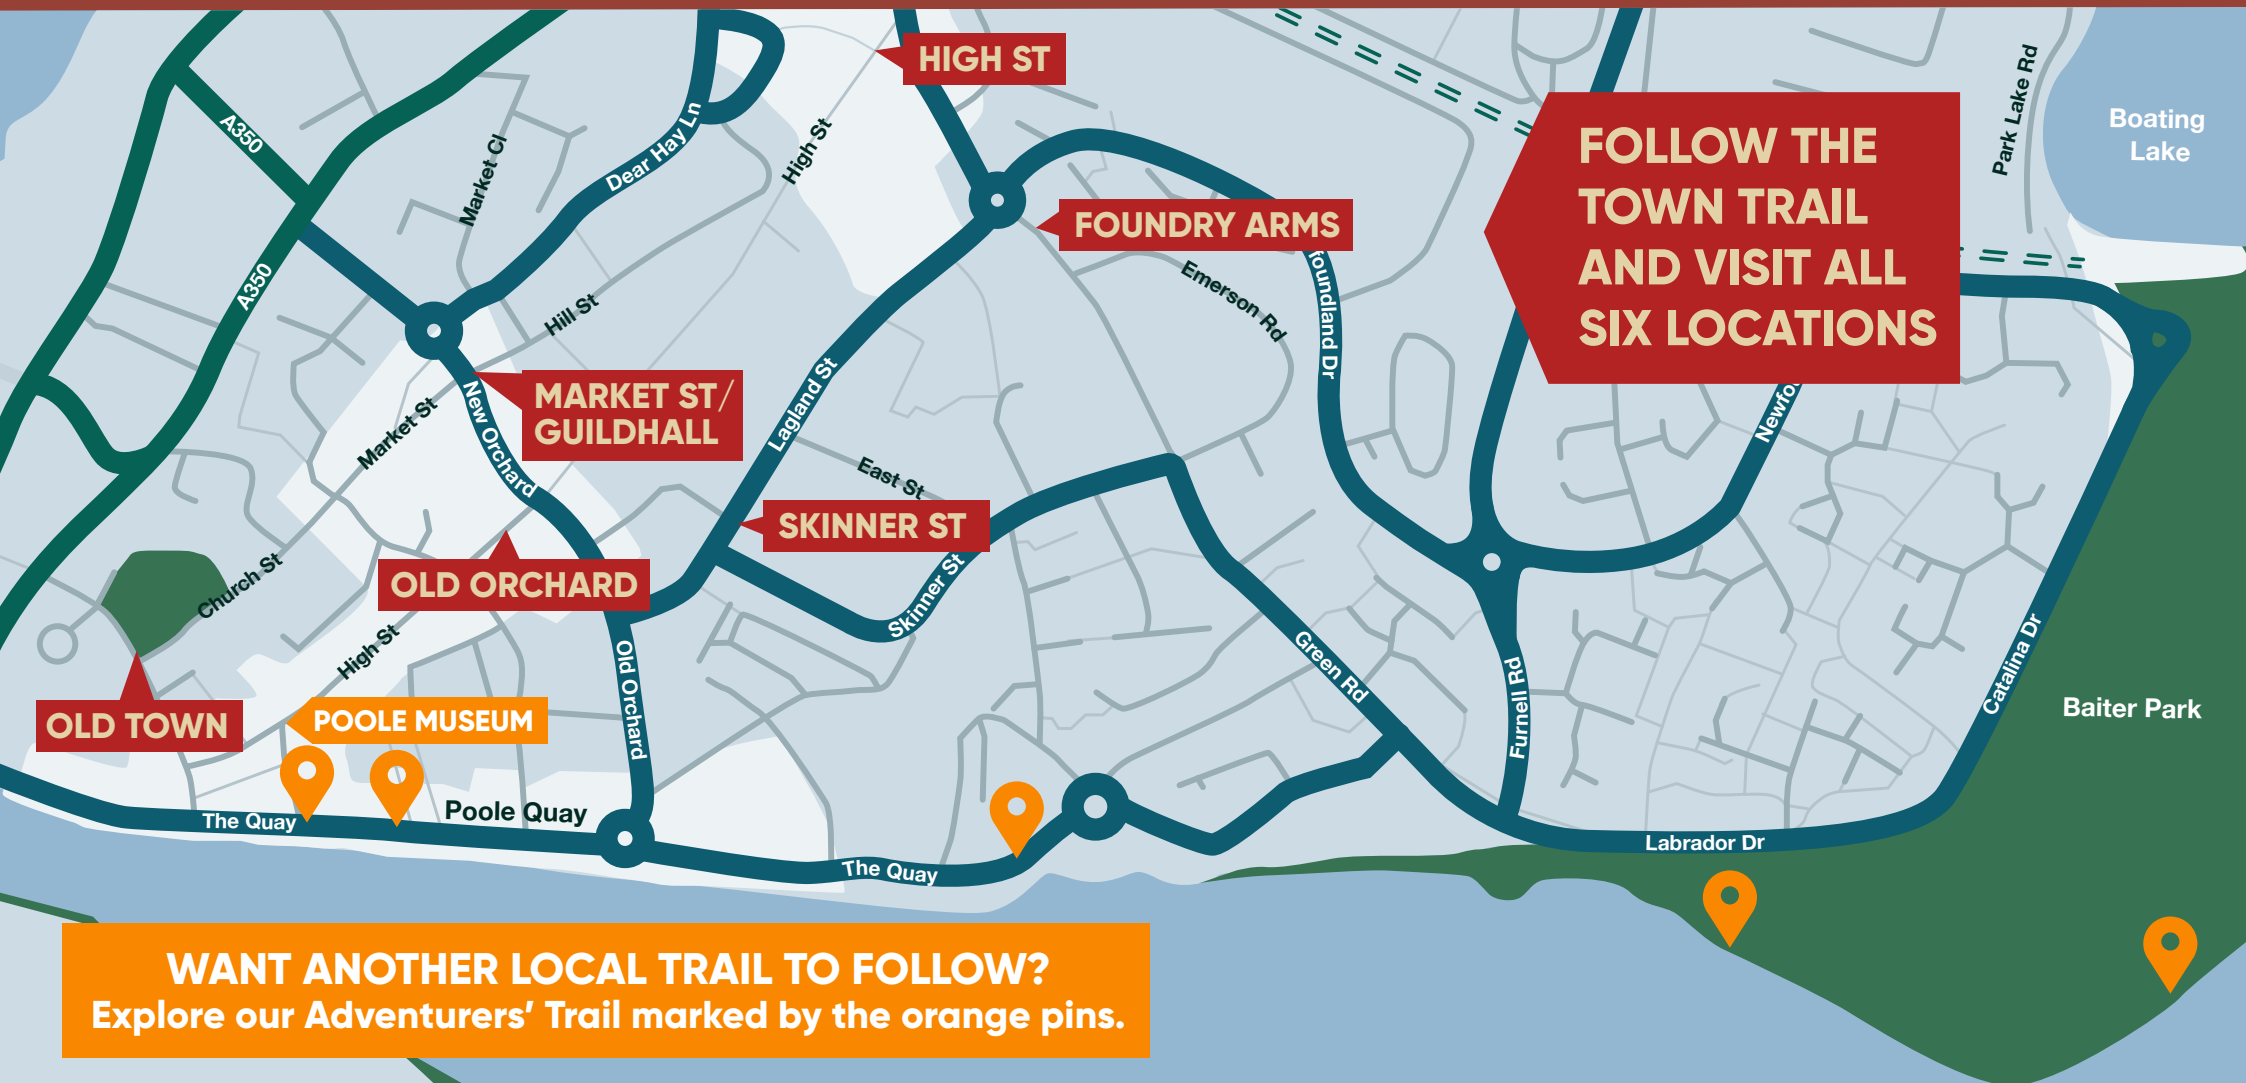 HIGH ST
FOLLOW THE
TOWN TRAIL
AND VISIT ALL
SIX LOCATIONS
Park Lake Rd
Boating
Lake
A350
Market Cl
Dear Hay Ln
High St
FOUNDRY ARMS
A350
Hill St
Emerson Rd
foundland Dr
MARKET ST/
GUILDHALL
Market St
New Orchard
Lagland St
East St
Newfo
SKINNER ST
OLD ORCHARD
Church St
High St
Skinner St
Old Orchard
Green Rd
Furnell Rd
Catalina Dr
Baiter Park
OLD TOWN
POOLE MUSEUM
Poole Quay
The Quay
The Quay
Labrador Dr
WANT ANOTHER LOCAL TRAIL TO FOLLOW?
Explore our Adventurers’ Trail marked by the orange pins.